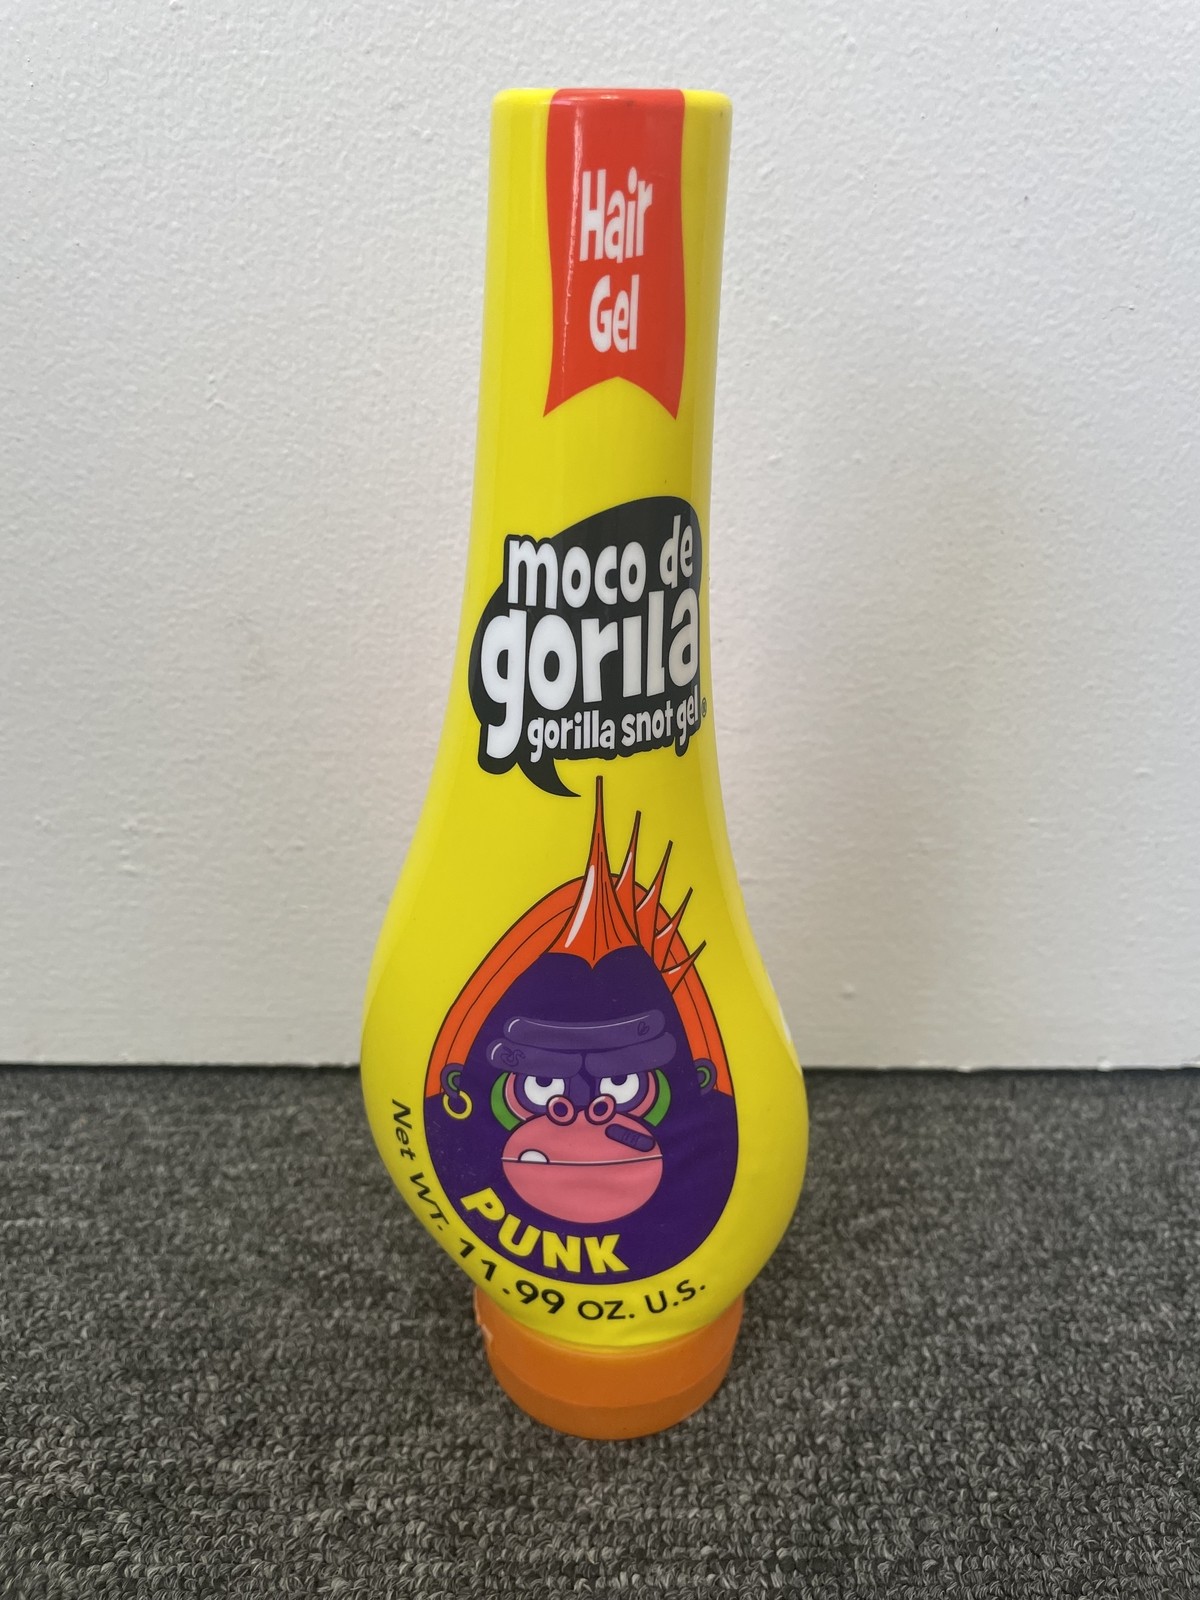 Hair
Gel
moco de
gorila
gorilla snot gel®
PUNK
Net WT. 11.99 OZ. U.S.